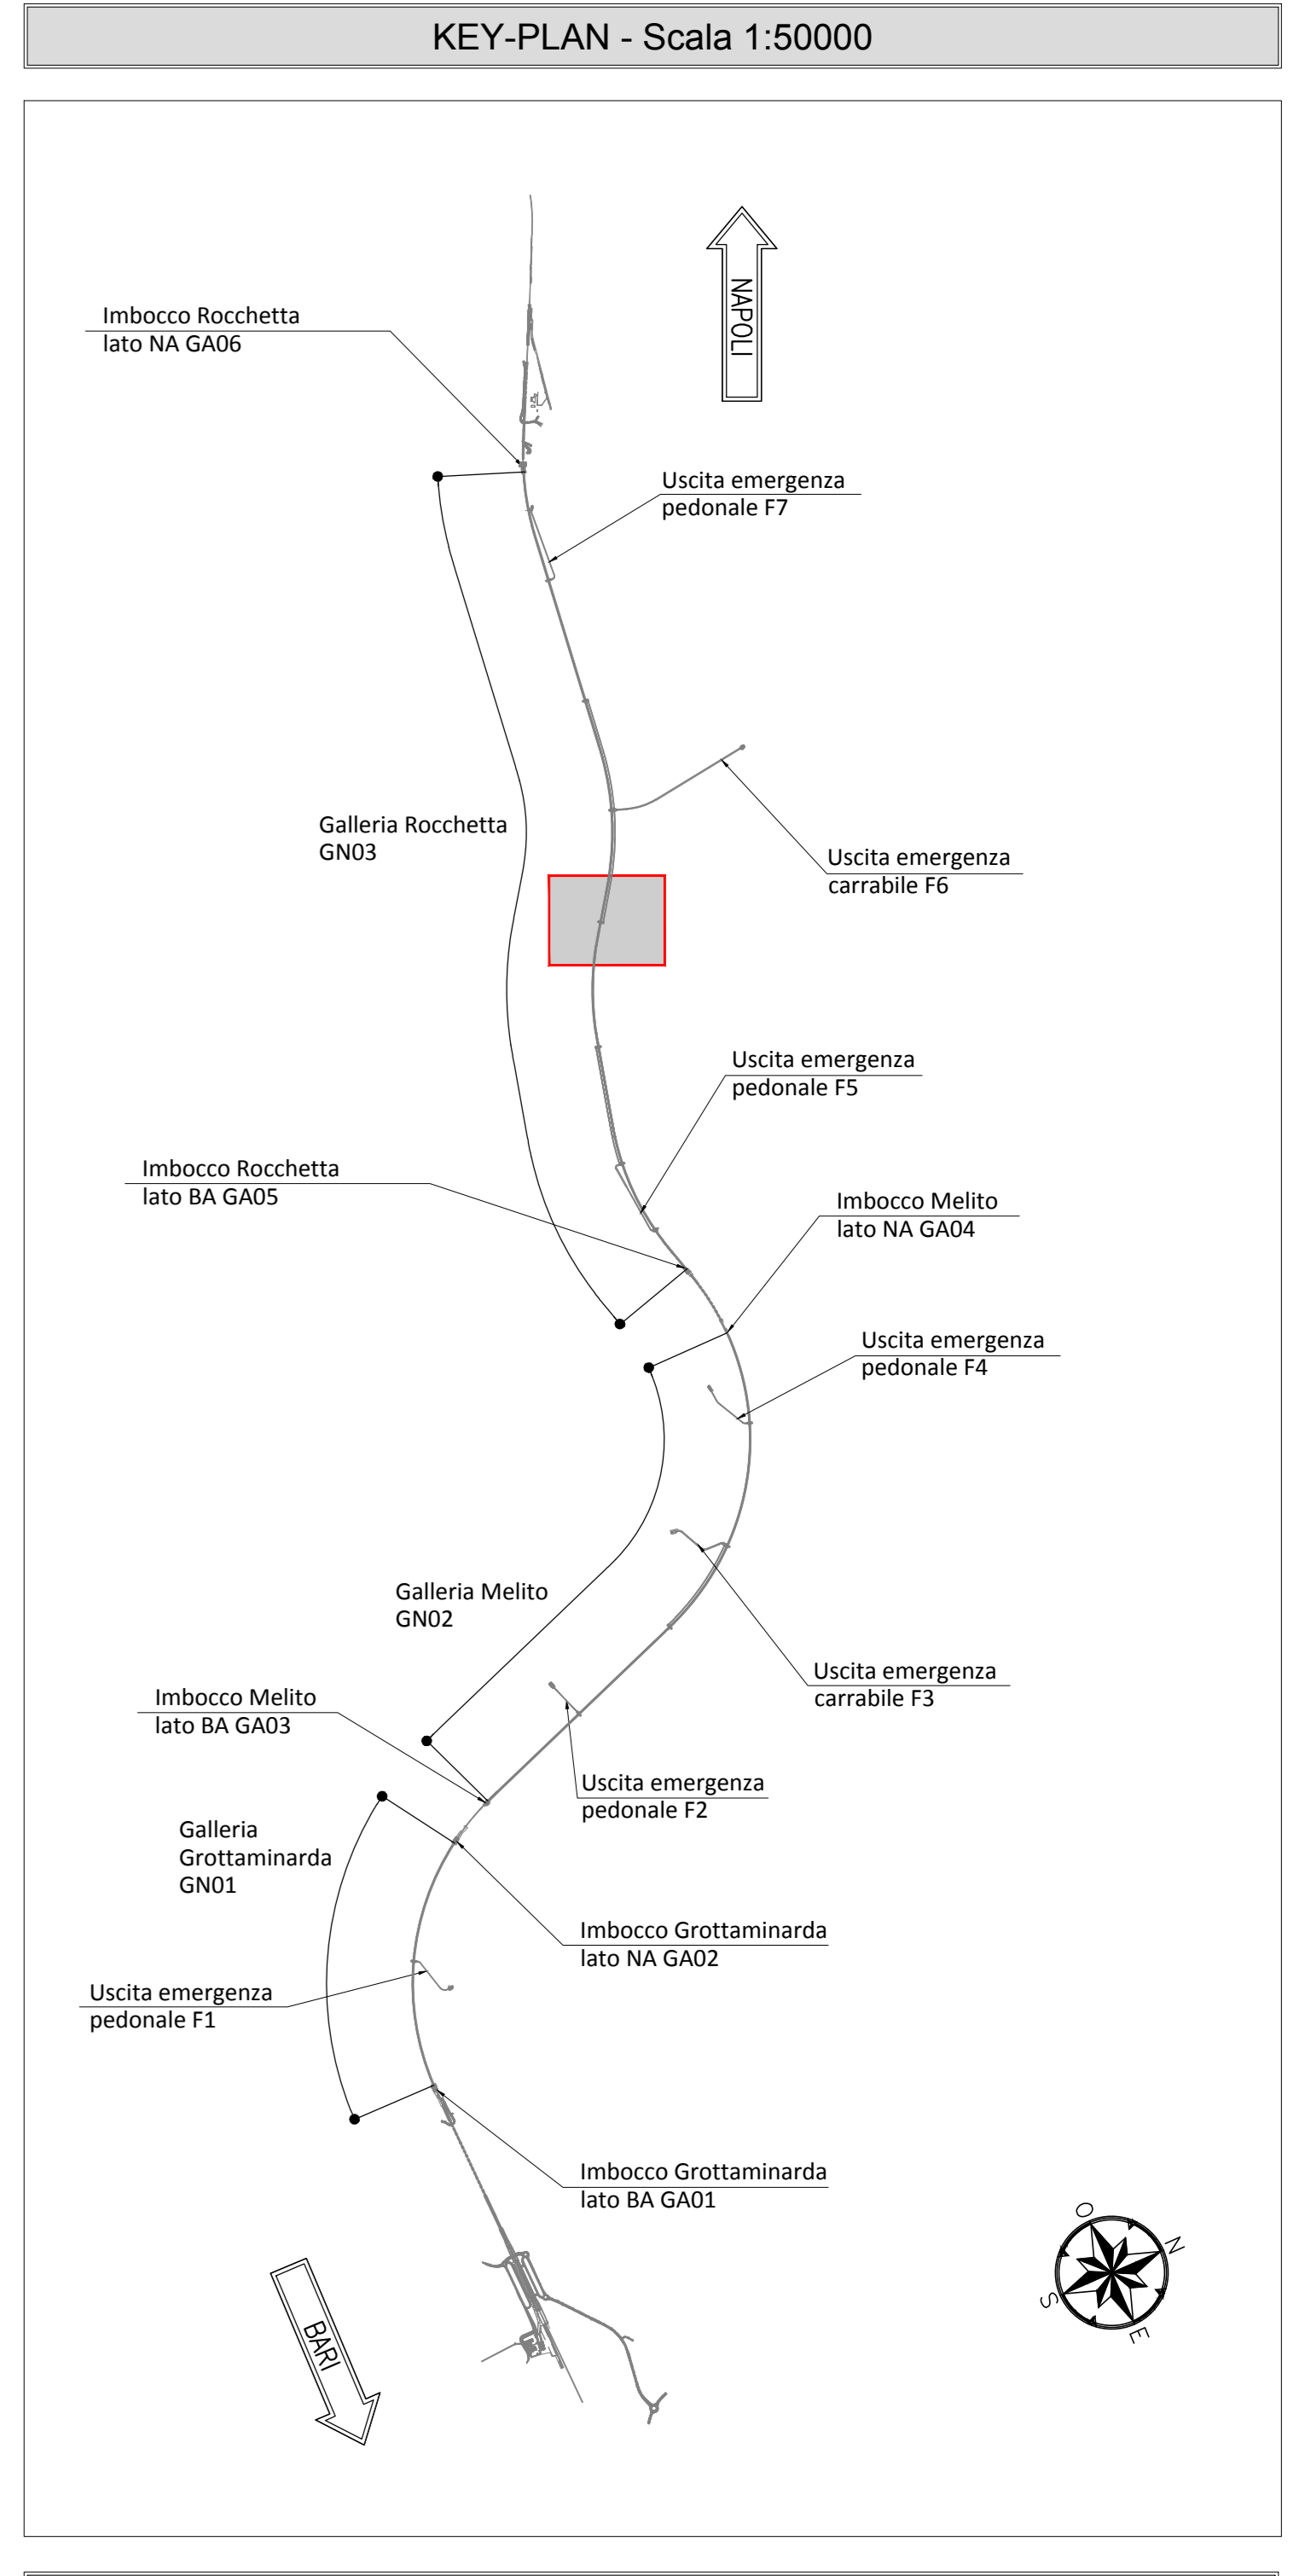 KEY-PLAN - Scala 1:50000
NAPOLI
Imbocco Rocchetta
lato NA GA06
Uscita emergenza
pedonale F7
Galleria Rocchetta
GN03
Uscita emergenza
carrabile F6
Uscita emergenza
pedonale F5
Imbocco Rocchetta
lato BA GA05
Imbocco Melito
lato NA GA04
Uscita emergenza
pedonale F4
Galleria Melito
GN02
Uscita emergenza
carrabile F3
Imbocco Melito
lato BA GA03
Uscita emergenza
pedonale F2
Galleria
Grottaminarda
GN01
Imbocco Grottaminarda
lato NA GA02
Uscita emergenza
pedonale F1
Imbocco Grottaminarda
lato BA GA01
BARI
O
N
S
E